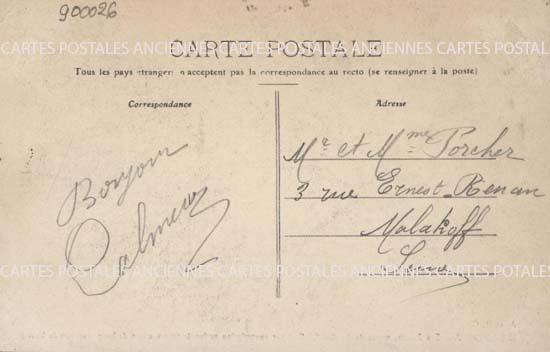 900026
CARTE POSTALE
CARTES POSTALES ANCIENNES CARTES POSTALES ANCIENNES CARTES POSTALES
Tous les pays étrangers n'acceptent pas la correspondance au recto (se renseigner à la poste)
Correspondance
Bonjour
Adresse
Mr et Mme Porcher
3 rue Ernest-Renan
Malakoff
Seine
CARTES POSTALES ANCIENNES CARTES POSTALES ANCIENNES CARTES POSTALES